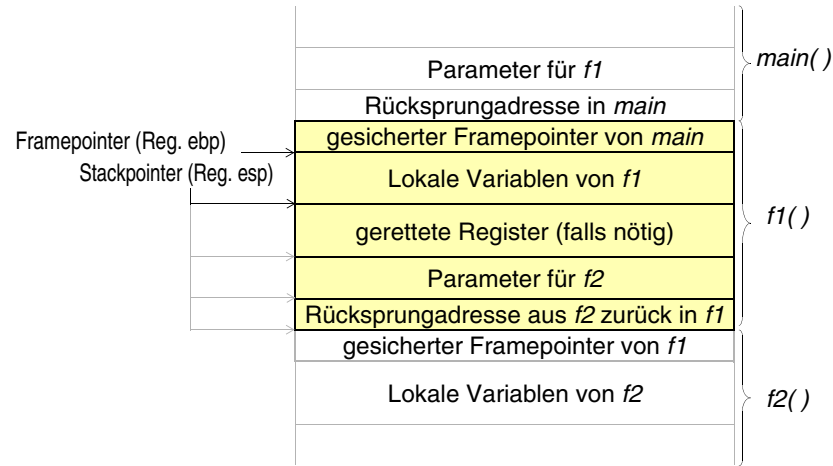 Parameter für f1
main( )
Rücksprungadresse in main
gesicherter Framepointer von main
Framepointer (Reg. ebp)
Stackpointer (Reg. esp)
Lokale Variablen von f1
gerettete Register (falls nötig)
f1()
Parameter für f2
Rücksprungadresse aus f2 zurück in f1
gesicherter Framepointer von f1
Lokale Variablen von f2
f2( )